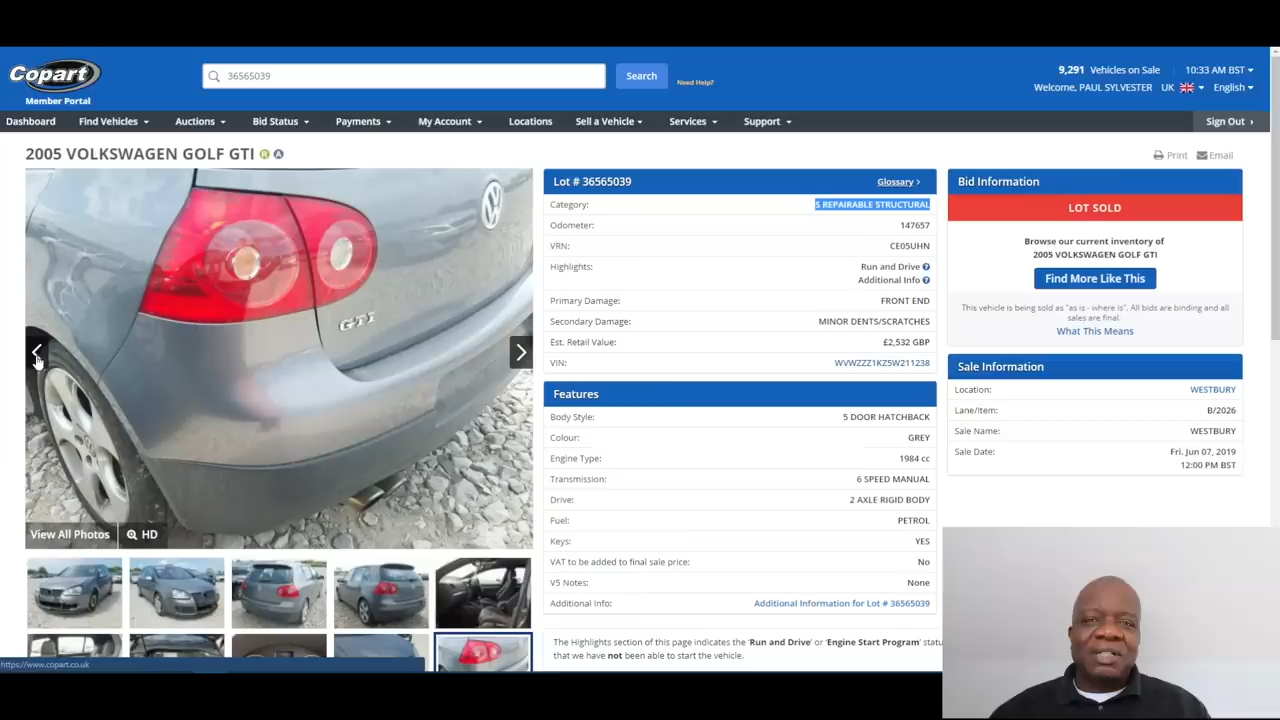 Copart
Member Portal
36565039
Search
Need Help?
9,291 Vehicles on Sale
10:33 AM BST
Welcome, PAUL SYLVESTER
UK
English
Dashboard
Find Vehicles
Auctions
Bid Status
Payments
My Account
Locations
Sell a Vehicle
Services
Support
Sign Out
2005 VOLKSWAGEN GOLF GTI R A
Print
Email
GTI
View All Photos
HD
Lot # 36565039
Glossary
Category: S REPAIRABLE STRUCTURAL
Odometer: 147657
VRN: CE05UHN
Highlights: Run and Drive
Additional Info
Primary Damage: FRONT END
Secondary Damage: MINOR DENTS/SCRATCHES
Est. Retail Value: £2,532 GBP
VIN: WVWZZZ1KZ5W211238
Features
Body Style: 5 DOOR HATCHBACK
Colour: GREY
Engine Type: 1984 cc
Transmission: 6 SPEED MANUAL
Drive: 2 AXLE RIGID BODY
Fuel: PETROL
Keys: YES
VAT to be added to final sale price: No
V5 Notes: None
Additional Info: Additional Information for Lot # 36565039
The Highlights section of this page indicates the 'Run and Drive' or 'Engine Start Program' statu
that we have not been able to start the vehicle.
Bid Information
LOT SOLD
Browse our current inventory of
2005 VOLKSWAGEN GOLF GTI
Find More Like This
This vehicle is being sold as "as is - where is". All bids are binding and all
sales are final.
What This Means
Sale Information
Location: WESTBURY
Lane/Item: B/2026
Sale Name: WESTBURY
Sale Date: Fri. Jun 07, 2019
12:00 PM BST
https://www.copart.co.uk